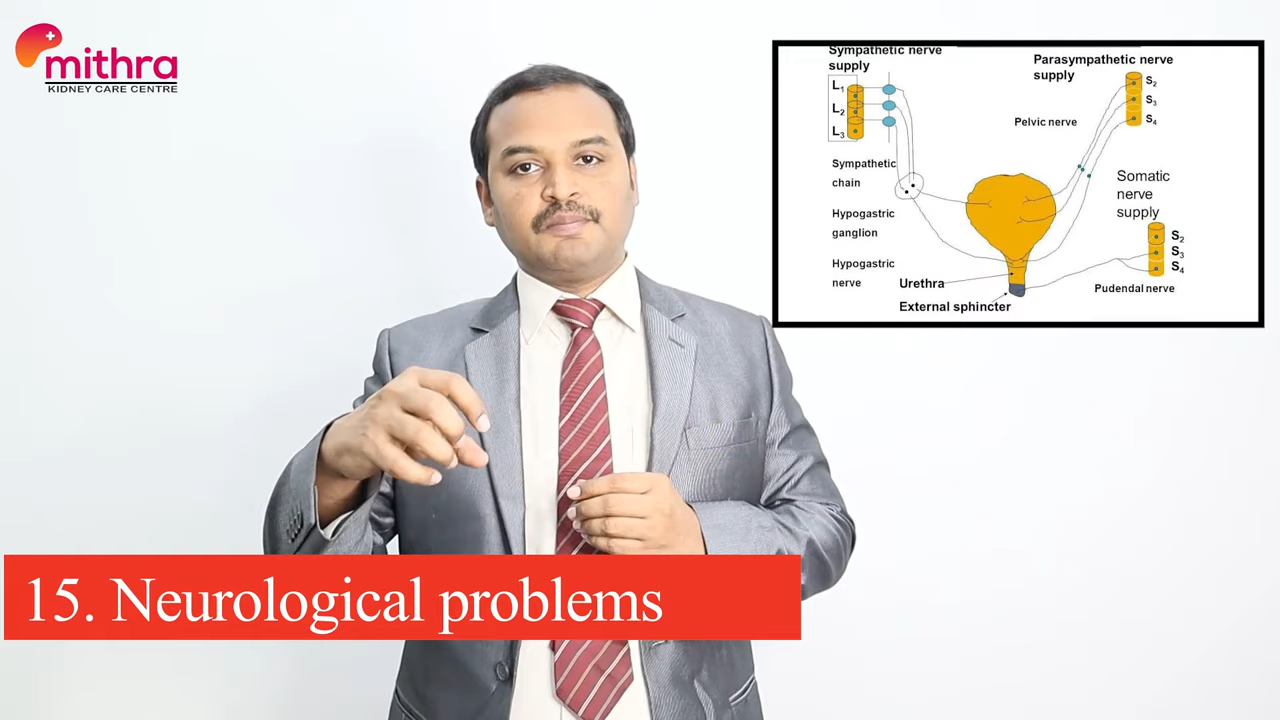 mithra
KIDNEY CARE CENTRE
Sympathetic nerve
supply
L1
L2
L3
Sympathetic
chain
Hypogastric
ganglion
Hypogastric
nerve
Urethra
External sphincter
Parasympathetic nerve
supply
S2
S3
S4
Pelvic nerve
Somatic
nerve
supply
S2
S3
S4
Pudendal nerve
15. Neurological problems